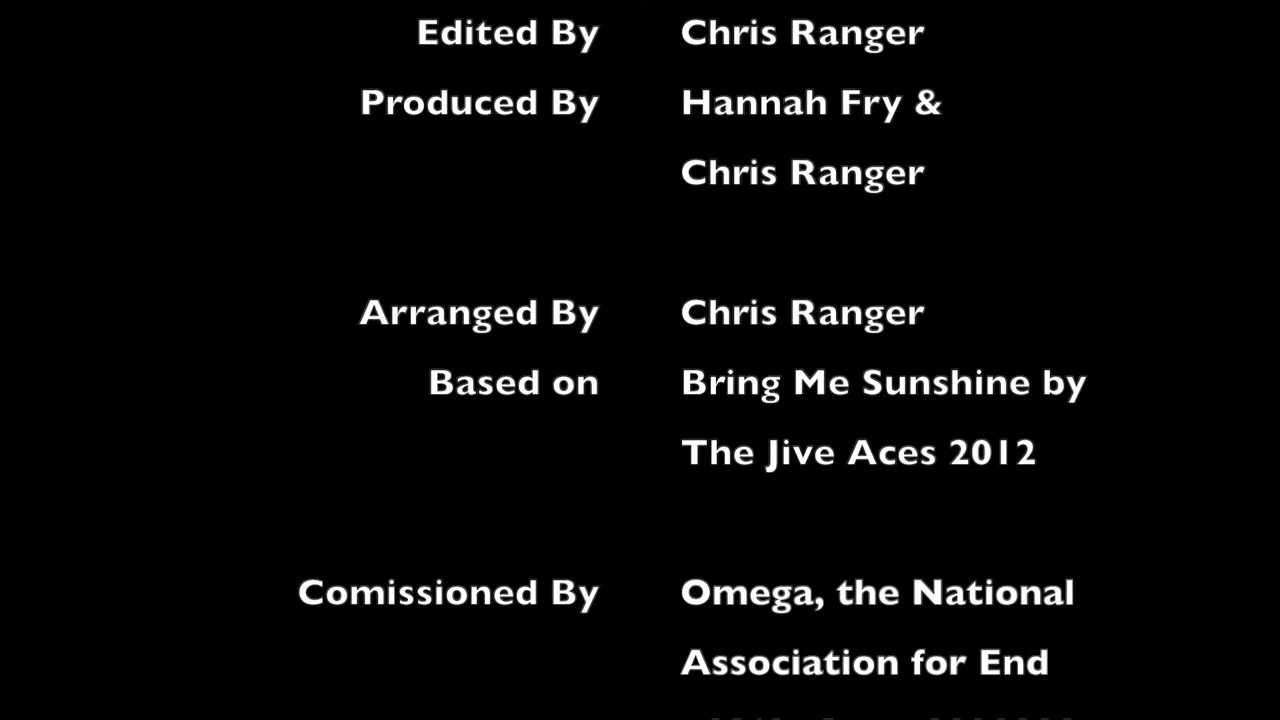 Edited By Chris Ranger
Produced By Hannah Fry &
Chris Ranger
Arranged By Chris Ranger
Based on Bring Me Sunshine by
The Jive Aces 2012
Comissioned By Omega, the National
Association for End